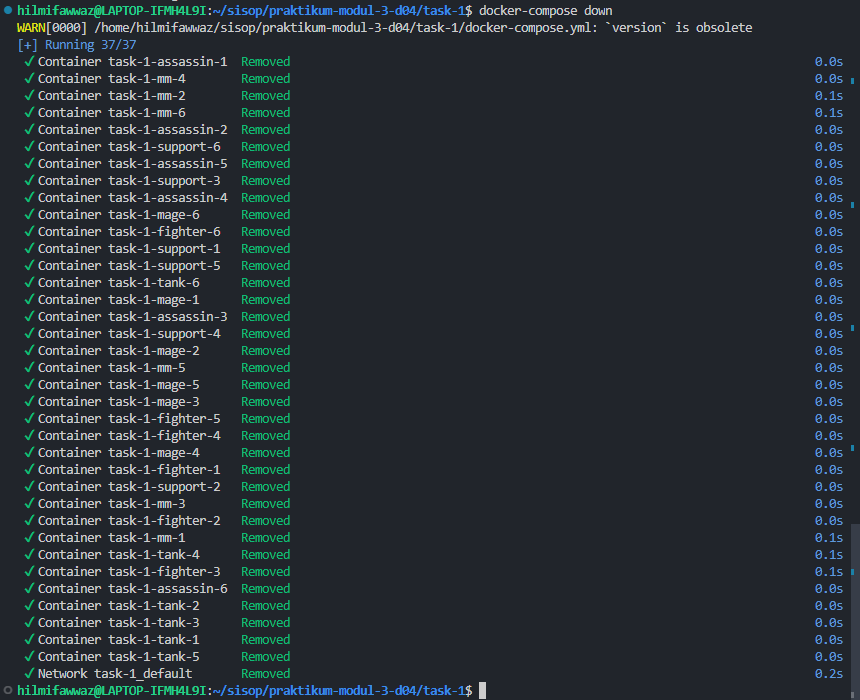 hilmifawwaz@LAPTOP-IFMH4L9I:~/sisop/praktikum-modul-3-d04/task-1$ docker-compose down
WARN[0000] /home/hilmifawwaz/sisop/praktikum-modul-3-d04/task-1/docker-compose.yml: `version` is obsolete
[+] Running 37/37
✓ Container task-1-assassin-1 Removed 0.0s
✓ Container task-1-mm-4 Removed 0.0s
✓ Container task-1-mm-2 Removed 0.1s
✓ Container task-1-mm-6 Removed 0.1s
✓ Container task-1-assassin-2 Removed 0.0s
✓ Container task-1-support-6 Removed 0.0s
✓ Container task-1-assassin-5 Removed 0.0s
✓ Container task-1-support-3 Removed 0.0s
✓ Container task-1-assassin-4 Removed 0.0s
✓ Container task-1-mage-6 Removed 0.0s
✓ Container task-1-fighter-6 Removed 0.0s
✓ Container task-1-support-1 Removed 0.0s
✓ Container task-1-support-5 Removed 0.0s
✓ Container task-1-tank-6 Removed 0.0s
✓ Container task-1-mage-1 Removed 0.0s
✓ Container task-1-assassin-3 Removed 0.0s
✓ Container task-1-support-4 Removed 0.0s
✓ Container task-1-mage-2 Removed 0.0s
✓ Container task-1-mm-5 Removed 0.0s
✓ Container task-1-mage-5 Removed 0.0s
✓ Container task-1-mage-3 Removed 0.0s
✓ Container task-1-fighter-5 Removed 0.0s
✓ Container task-1-fighter-4 Removed 0.0s
✓ Container task-1-mage-4 Removed 0.0s
✓ Container task-1-fighter-1 Removed 0.0s
✓ Container task-1-support-2 Removed 0.0s
✓ Container task-1-mm-3 Removed 0.0s
✓ Container task-1-fighter-2 Removed 0.0s
✓ Container task-1-mm-1 Removed 0.1s
✓ Container task-1-tank-4 Removed 0.1s
✓ Container task-1-fighter-3 Removed 0.1s
✓ Container task-1-assassin-6 Removed 0.0s
✓ Container task-1-tank-2 Removed 0.0s
✓ Container task-1-tank-3 Removed 0.0s
✓ Container task-1-tank-1 Removed 0.0s
✓ Container task-1-tank-5 Removed 0.0s
✓ Network task-1_default Removed 0.2s
hilmifawwaz@LAPTOP-IFMH4L9I:~/sisop/praktikum-modul-3-d04/task-1$